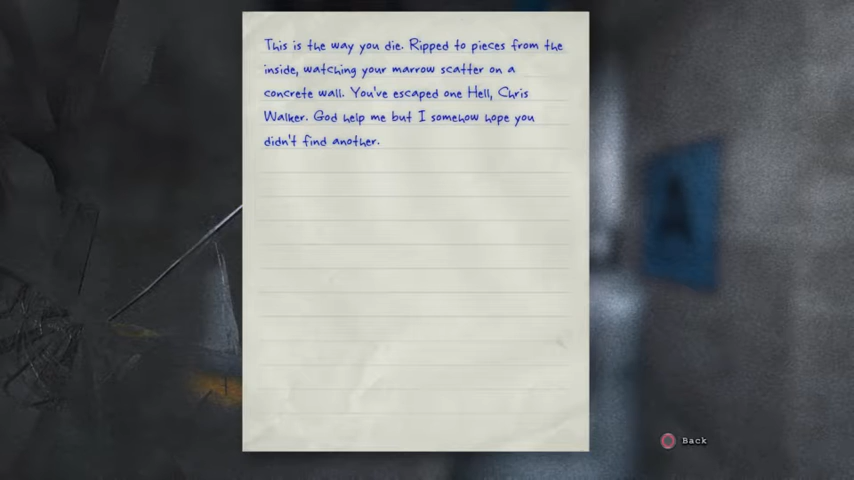 This is the way you die. Ripped to pieces from the
inside, watching your marrow scatter on a
concrete wall. You've escaped one Hell, Chris
Walker. God help me but I somehow hope you
didn't find another.
A
Back